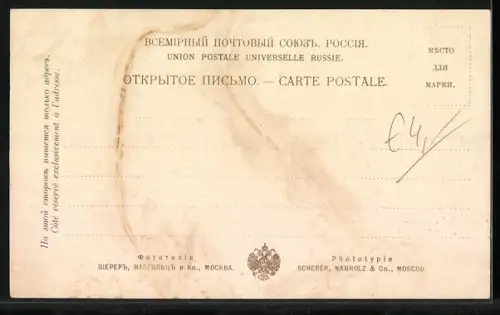 ВСЕМІРНЫЙ ПОЧТОВЫЙ СОЮЗЪ. РОССІЯ.
UNION POSTALE UNIVERSELLE RUSSIE.
ОТКРЫТОЕ ПИСЬМО. — CARTE POSTALE.
МѢСТО
ДЛЯ
МАРКИ.
€4,-
На этой сторонѣ пишется только адресъ.
Côté réservé exclusivement à l'adresse.
Фототипія
ШЕРЕРЪ, НАБГОЛЬЦЪ и Ко., МОСКВА.
Phototypie
SCHERER, NABHOLZ & Co., MOSCOU